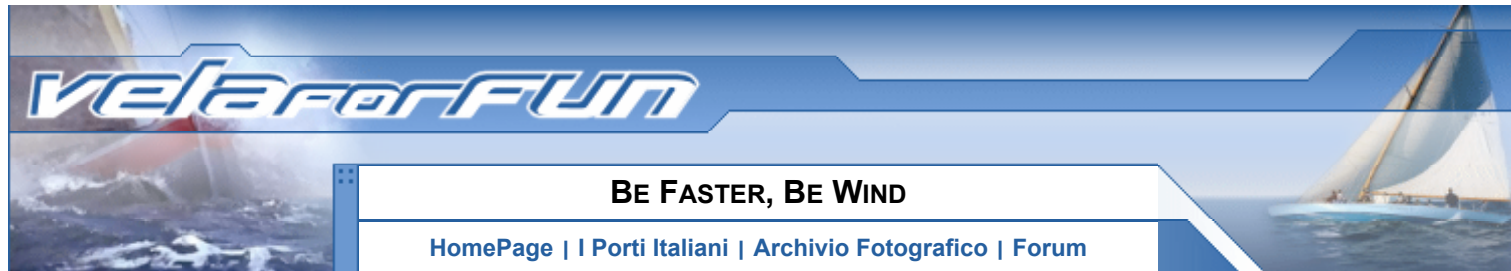 velaforFUN
BE FASTER, BE WIND
HomePage | I Porti Italiani | Archivio Fotografico | Forum